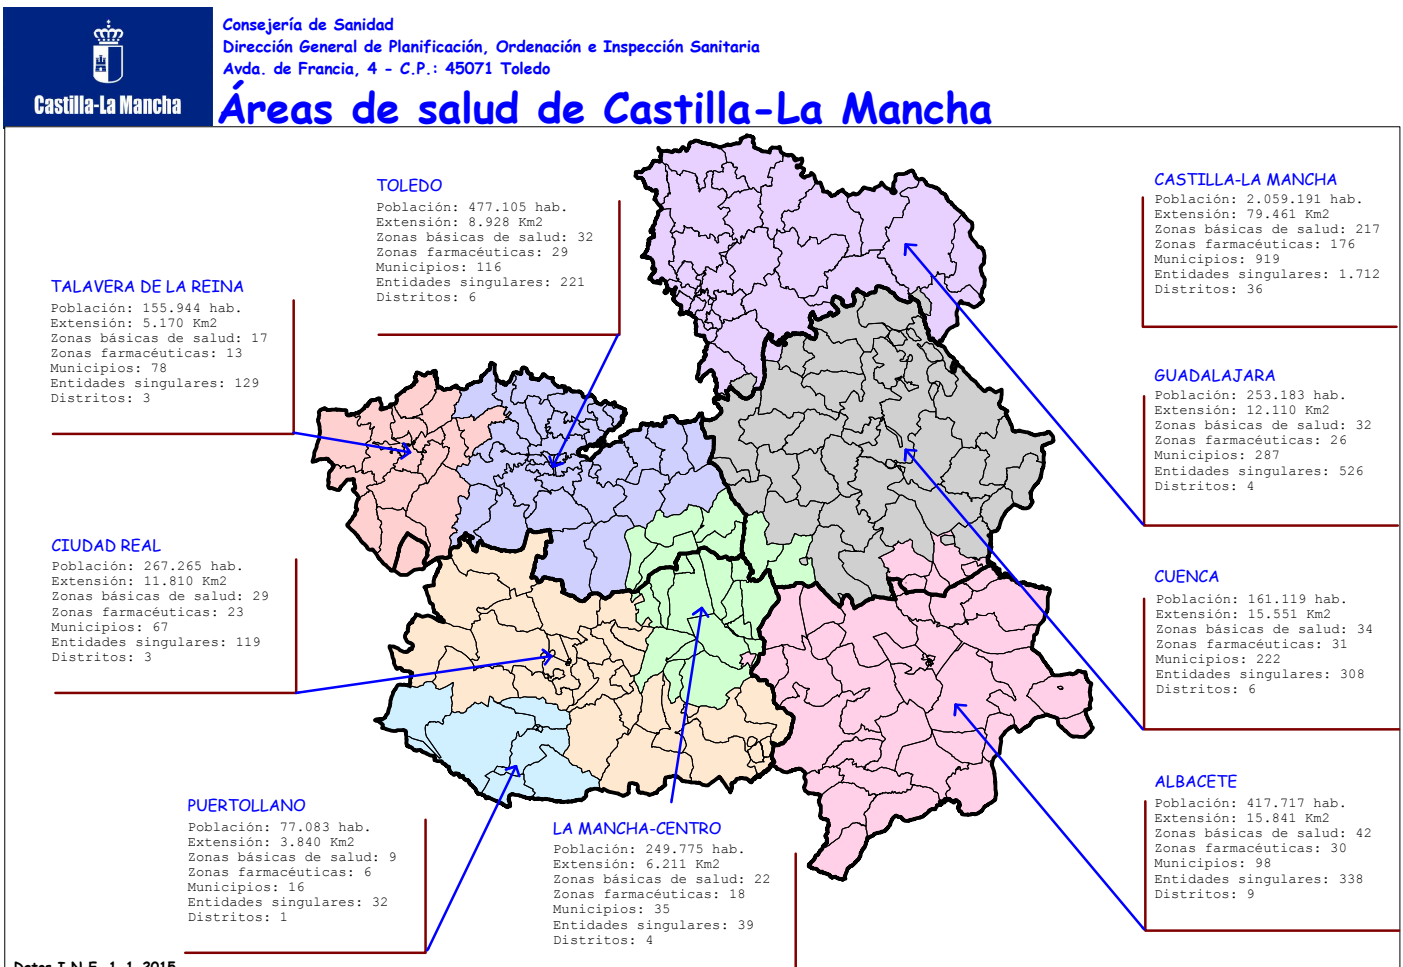 Castilla-La Mancha
Consejería de Sanidad
Dirección General de Planificación, Ordenación e Inspección Sanitaria
Avda. de Francia, 4 - C.P.: 45071 Toledo
Áreas de salud de Castilla-La Mancha
TOLEDO
Población: 477.105 hab.
Extensión: 8.928 Km2
Zonas básicas de salud: 32
Zonas farmacéuticas: 29
Municipios: 116
Entidades singulares: 221
Distritos: 6
CASTILLA-LA MANCHA
Población: 2.059.191 hab.
Extensión: 79.461 Km2
Zonas básicas de salud: 217
Zonas farmacéuticas: 176
Municipios: 919
Entidades singulares: 1.712
Distritos: 36
TALAVERA DE LA REINA
Población: 155.944 hab.
Extensión: 5.170 Km2
Zonas básicas de salud: 17
Zonas farmacéuticas: 13
Municipios: 78
Entidades singulares: 129
Distritos: 3
GUADALAJARA
Población: 253.183 hab.
Extensión: 12.110 Km2
Zonas básicas de salud: 32
Zonas farmacéuticas: 26
Municipios: 287
Entidades singulares: 526
Distritos: 4
CIUDAD REAL
Población: 267.265 hab.
Extensión: 11.810 Km2
Zonas básicas de salud: 29
Zonas farmacéuticas: 23
Municipios: 67
Entidades singulares: 119
Distritos: 3
CUENCA
Población: 161.119 hab.
Extensión: 15.551 Km2
Zonas básicas de salud: 34
Zonas farmacéuticas: 31
Municipios: 222
Entidades singulares: 308
Distritos: 6
PUERTOLLANO
Población: 77.083 hab.
Extensión: 3.840 Km2
Zonas básicas de salud: 9
Zonas farmacéuticas: 6
Municipios: 16
Entidades singulares: 32
Distritos: 1
LA MANCHA-CENTRO
Población: 249.775 hab.
Extensión: 6.211 Km2
Zonas básicas de salud: 22
Zonas farmacéuticas: 18
Municipios: 35
Entidades singulares: 39
Distritos: 4
ALBACETE
Población: 417.717 hab.
Extensión: 15.841 Km2
Zonas básicas de salud: 42
Zonas farmacéuticas: 30
Municipios: 98
Entidades singulares: 338
Distritos: 9
Datos I.N.E. 1-1-2015